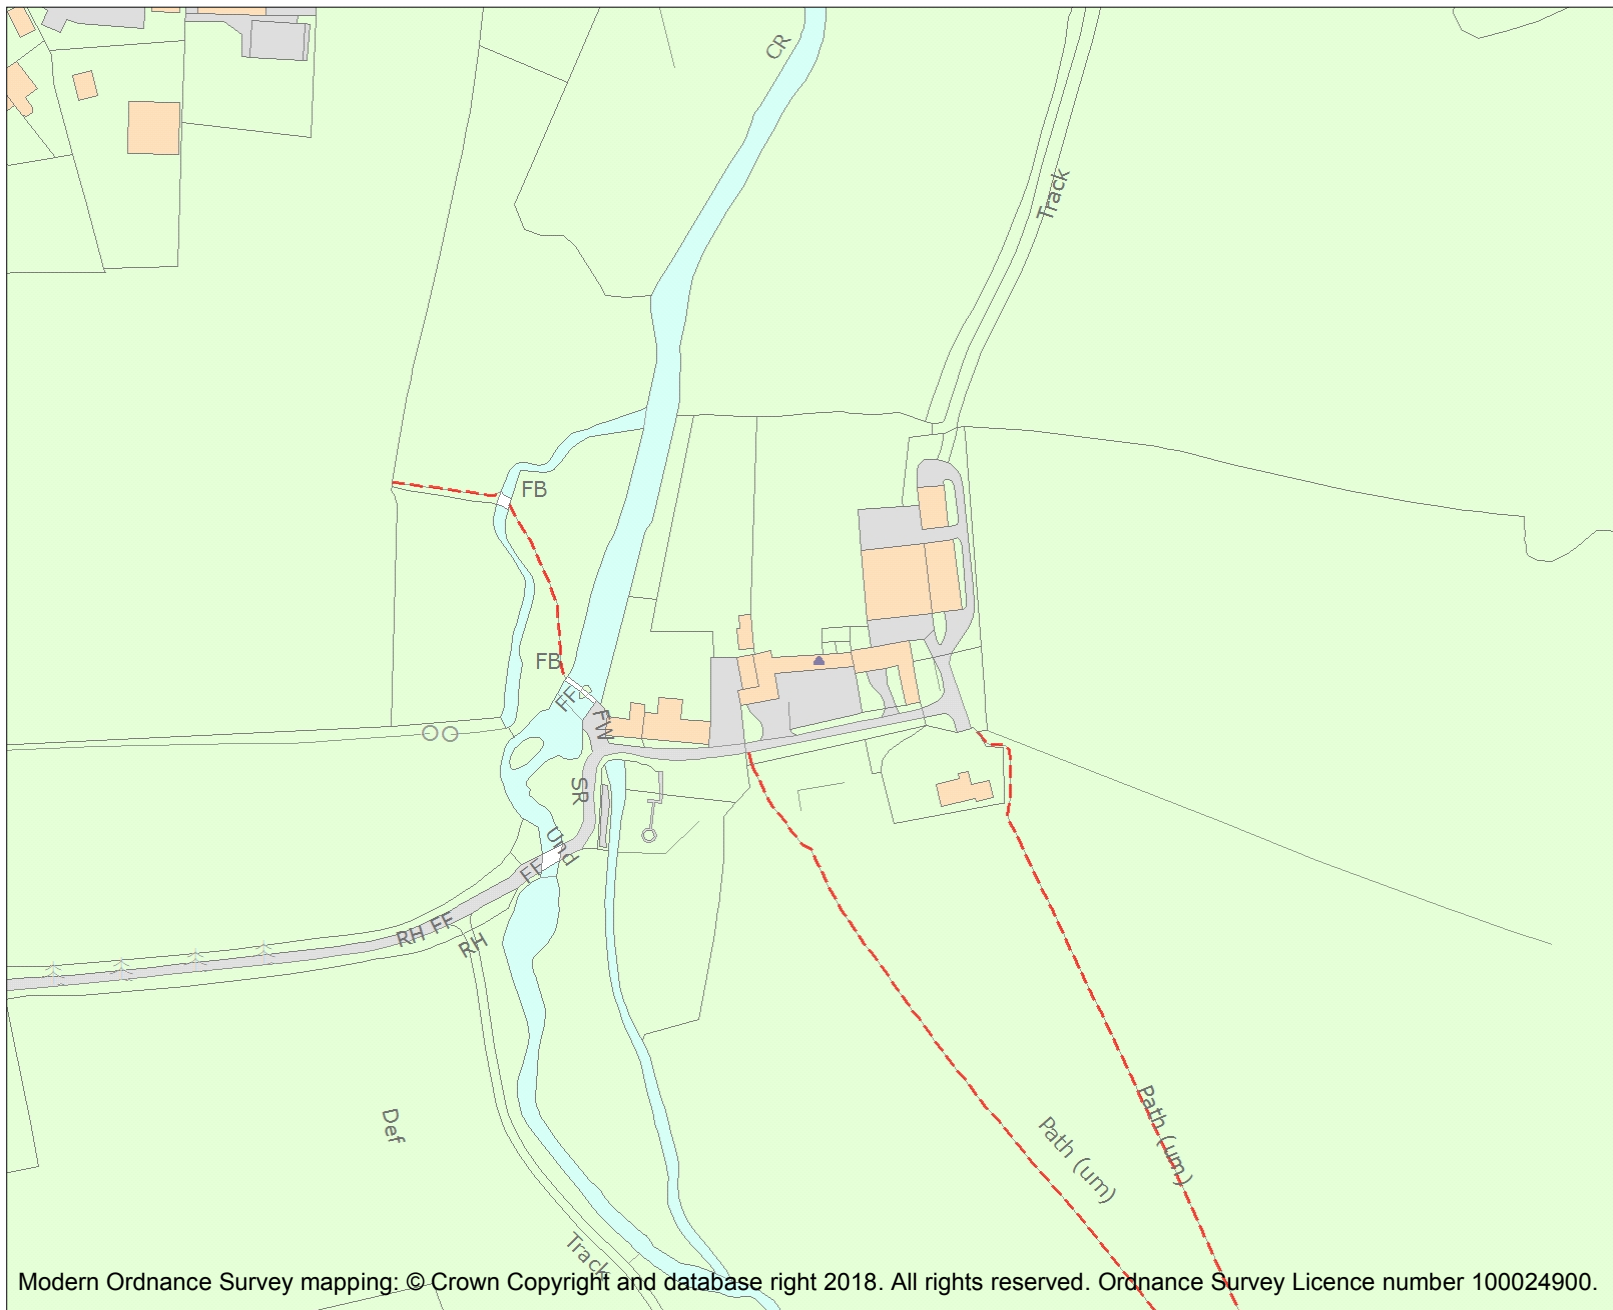 CR
Track
FB
FB
FF
FW
SR
Und
FF
RH FF
RH
Def
Path (um)
Path (um)
Track
Modern Ordnance Survey mapping: © Crown Copyright and database right 2018. All rights reserved. Ordnance Survey Licence number 100024900.